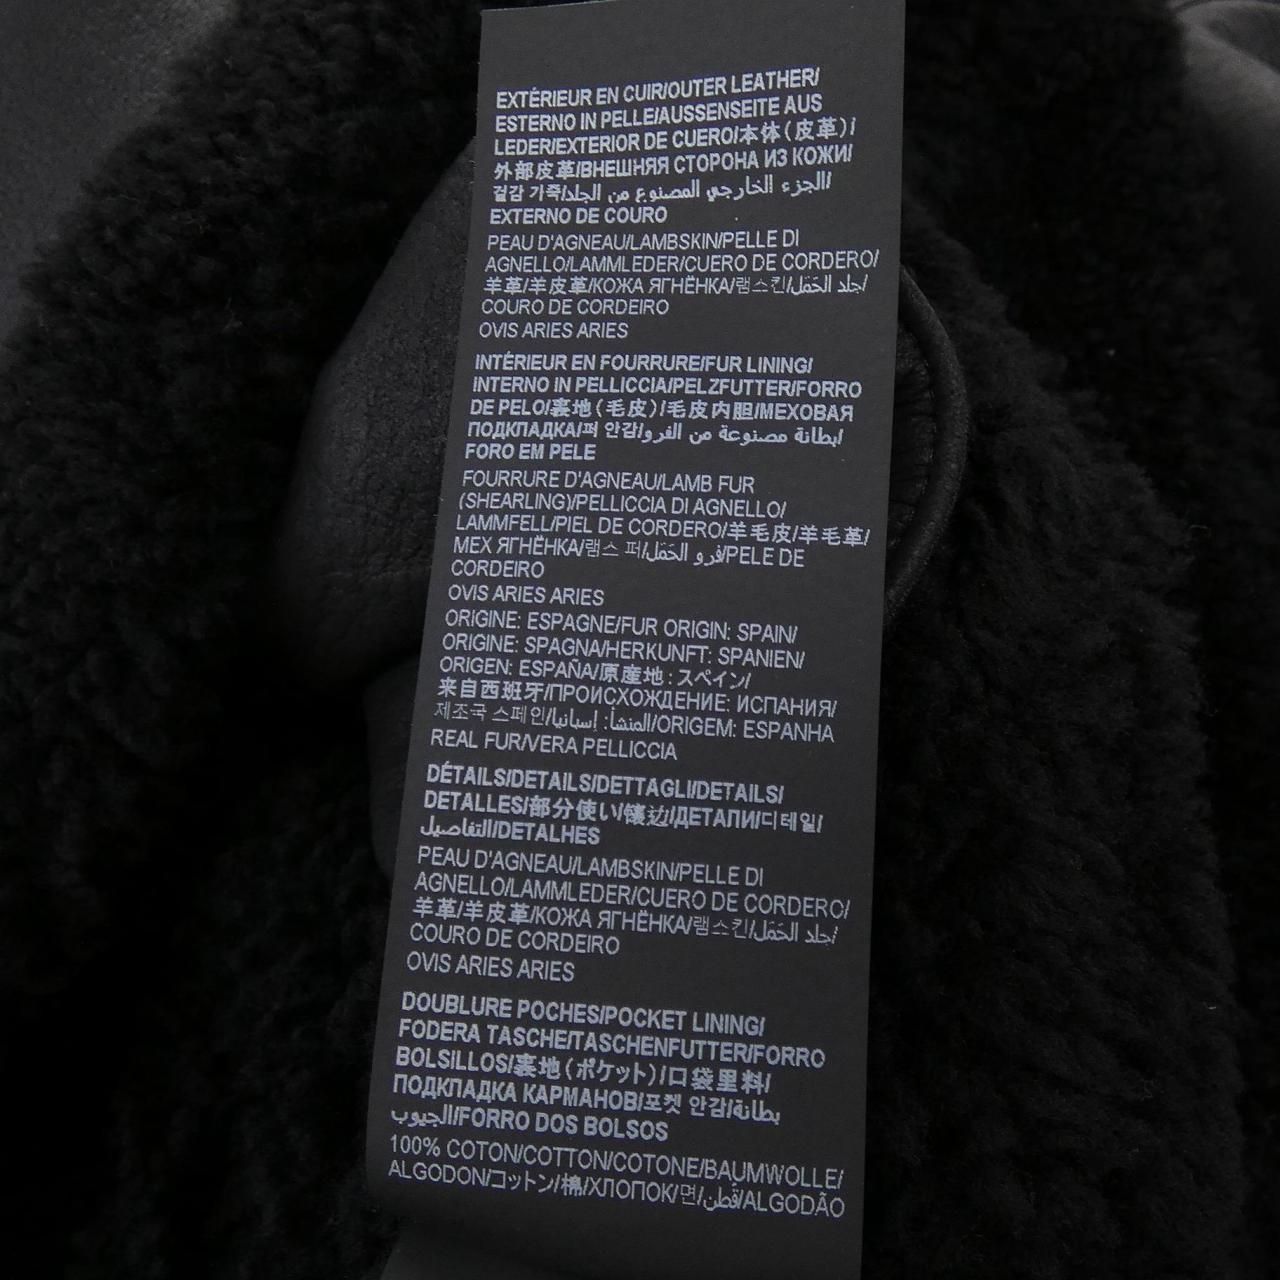 EXTÉRIEUR EN CUIR/OUTER LEATHER/
ESTERNO IN PELLE/AUSSENSEITE AUS
LEDER/EXTERIOR DE CUERO/本体（皮革）/
外部皮革/ВНЕШНЯЯ СТОРОНА ИЗ КОЖИ/
겉감 가죽/الجزء الخارجي المصنوع من الجلد/
EXTERNO DE COURO
PEAU D'AGNEAU/LAMBSKIN/PELLE DI
AGNELLO/LAMMLEDER/CUERO DE CORDERO/
羊革/羊皮革/КОЖА ЯГНЁНКА/램스킨/جلد الحَمَل/
COURO DE CORDEIRO
OVIS ARIES ARIES
INTÉRIEUR EN FOURRURE/FUR LINING/
INTERNO IN PELLICCIA/PELZFUTTER/FORRO
DE PELO/裏地（毛皮）/毛皮内胆/МЕХОВАЯ
ПОДКЛАДКА/퍼 안감/بطانة مصنوعة من الفرو/
FORO EM PELE
FOURRURE D'AGNEAU/LAMB FUR
(SHEARLING)/PELLICCIA DI AGNELLO/
LAMMFELL/PIEL DE CORDERO/羊毛皮/羊毛革/
МЕХ ЯГНЁНКА/램스 퍼/فرو الحَمَل/PELE DE
CORDEIRO
OVIS ARIES ARIES
ORIGINE: ESPAGNE/FUR ORIGIN: SPAIN/
ORIGINE: SPAGNA/HERKUNFT: SPANIEN/
ORIGEN: ESPAÑA/原産地：スペイン/
来自西班牙/ПРОИСХОЖДЕНИЕ: ИСПАНИЯ/
제조국 스페인/المنشأ: إسبانيا/ORIGEM: ESPANHA
REAL FUR/VERA PELLICCIA
DÉTAILS/DETAILS/DETTAGLI/DETAILS/
DETALLES/部分使い/镶边/ДЕТАЛИ/디테일/
التفاصيل/DETALHES
PEAU D'AGNEAU/LAMBSKIN/PELLE DI
AGNELLO/LAMMLEDER/CUERO DE CORDERO/
羊革/羊皮革/КОЖА ЯГНЁНКА/램스킨/جلد الحَمَل/
COURO DE CORDEIRO
OVIS ARIES ARIES
DOUBLURE POCHES/POCKET LINING/
FODERA TASCHE/TASCHENFUTTER/FORRO
BOLSILLOS/裏地（ポケット）/口袋里料/
ПОДКЛАДКА КАРМАНОВ/포켓 안감/بطانة
الجيوب/FORRO DOS BOLSOS
100% COTON/COTTON/COTONE/BAUMWOLLE/
ALGODON/コットン/棉/ХЛОПОК/면/قطن/ALGODÃO